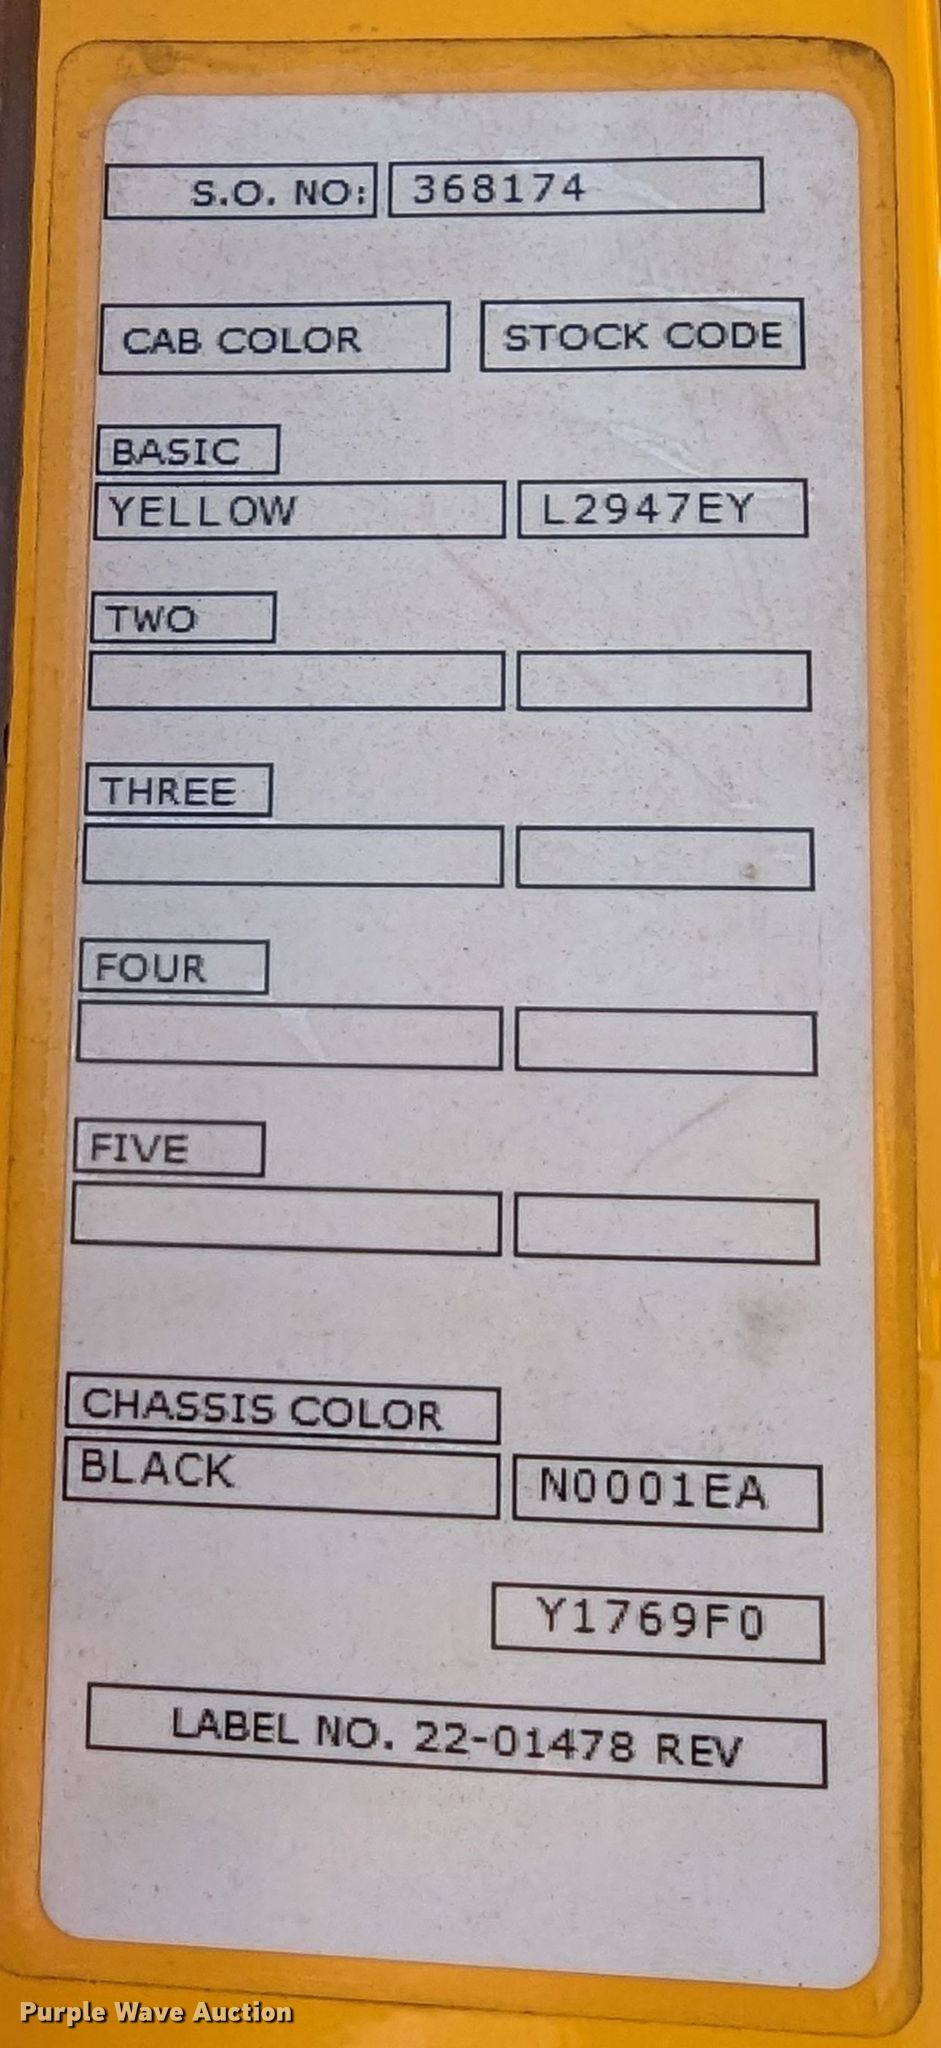 S.O. NO: 368174
CAB COLOR STOCK CODE
BASIC
YELLOW L2947EY
TWO
THREE
FOUR
FIVE
CHASSIS COLOR
BLACK N0001EA
Y1769F0
LABEL NO. 22-01478 REV
Purple Wave Auction